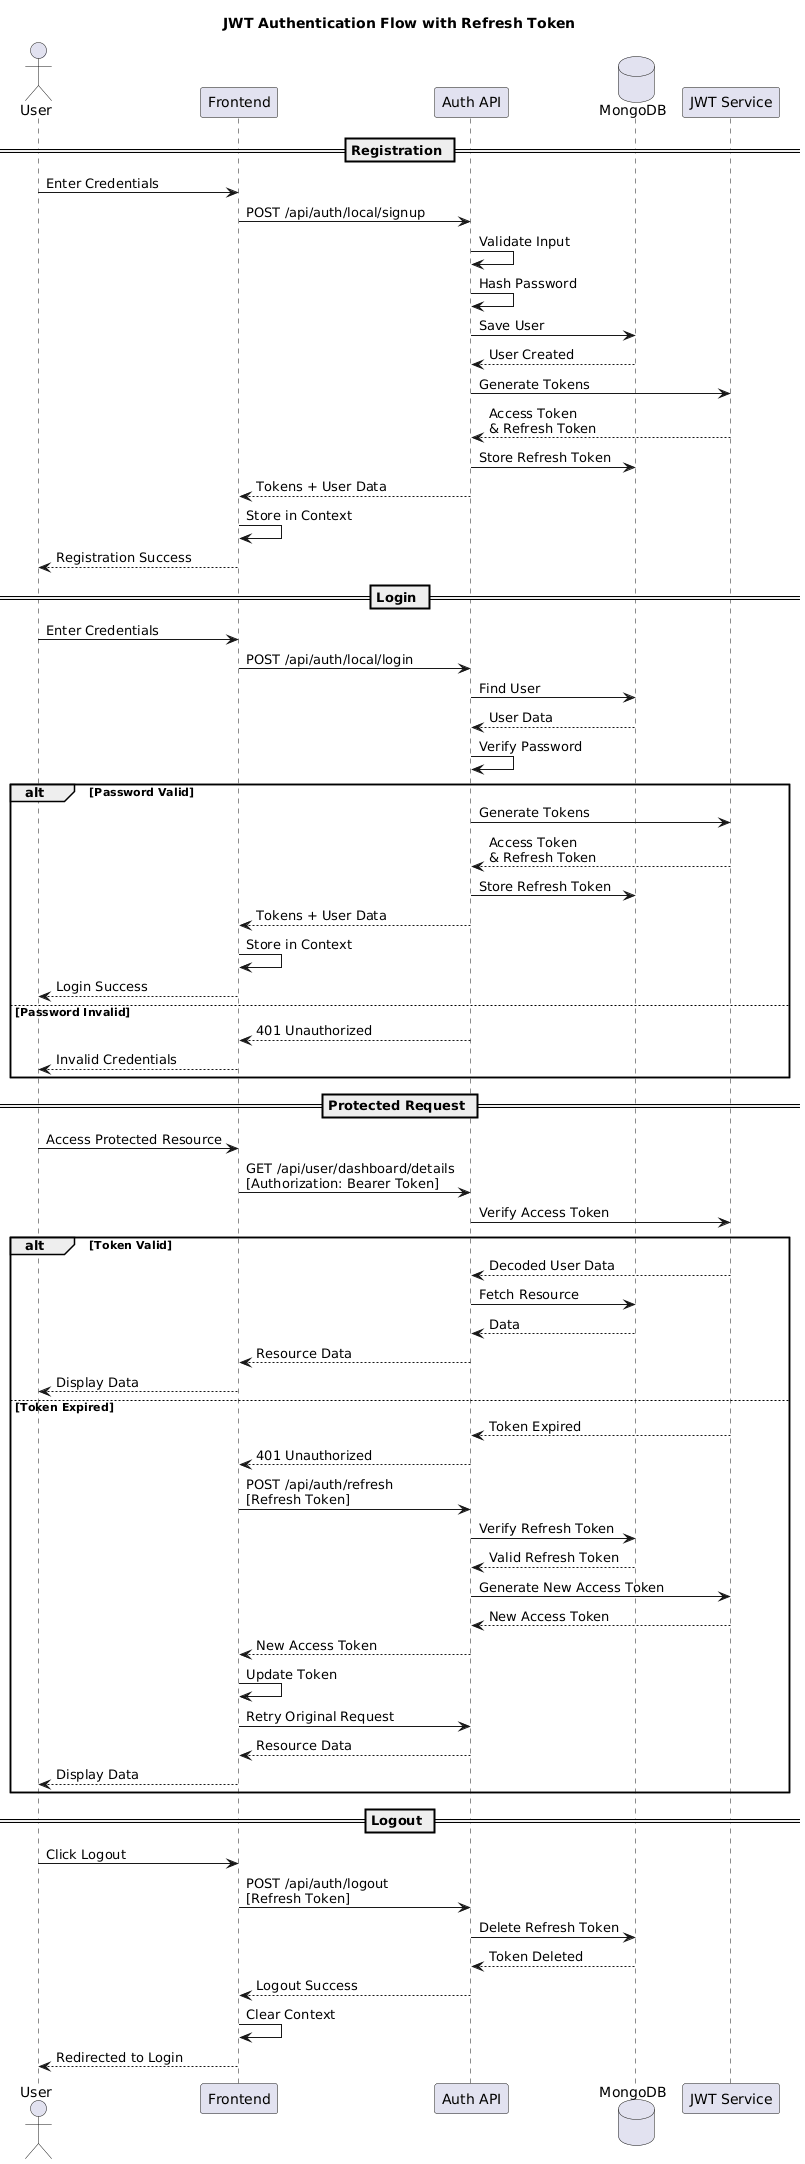 JWT Authentication Flow with Refresh Token
User
Frontend
Auth API
MongoDB
JWT Service
Registration
Enter Credentials
POST /api/auth/local/signup
Validate Input
Hash Password
Save User
User Created
Generate Tokens
Access Token
& Refresh Token
Store Refresh Token
Tokens + User Data
Store in Context
Registration Success
Login
Enter Credentials
POST /api/auth/local/login
Find User
User Data
Verify Password
alt [Password Valid]
Generate Tokens
Access Token
& Refresh Token
Store Refresh Token
Tokens + User Data
Store in Context
Login Success
[Password Invalid]
401 Unauthorized
Invalid Credentials
Protected Request
Access Protected Resource
GET /api/user/dashboard/details
[Authorization: Bearer Token]
Verify Access Token
alt [Token Valid]
Decoded User Data
Fetch Resource
Data
Resource Data
Display Data
[Token Expired]
Token Expired
401 Unauthorized
POST /api/auth/refresh
[Refresh Token]
Verify Refresh Token
Valid Refresh Token
Generate New Access Token
New Access Token
New Access Token
Update Token
Retry Original Request
Resource Data
Display Data
Logout
Click Logout
POST /api/auth/logout
[Refresh Token]
Delete Refresh Token
Token Deleted
Logout Success
Clear Context
Redirected to Login
User
Frontend
Auth API
MongoDB
JWT Service